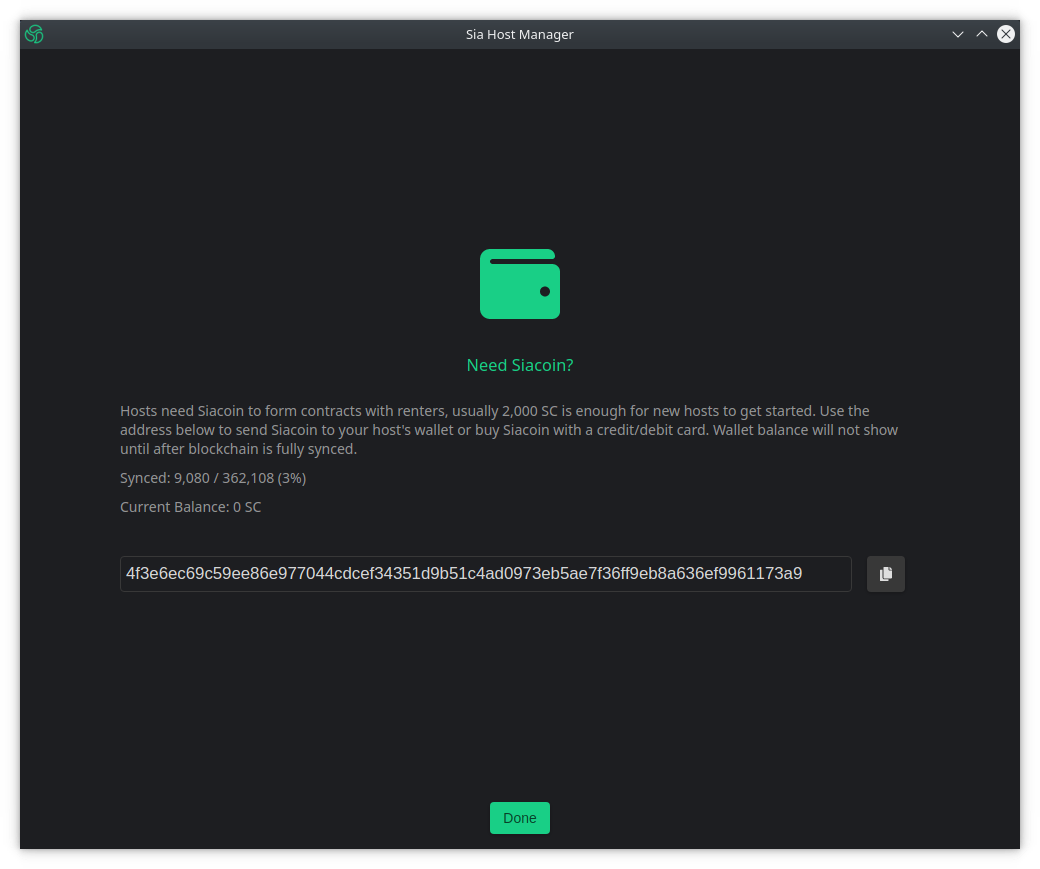 Sia Host Manager
Need Siacoin?
Hosts need Siacoin to form contracts with renters, usually 2,000 SC is enough for new hosts to get started. Use the
address below to send Siacoin to your host's wallet or buy Siacoin with a credit/debit card. Wallet balance will not show
until after blockchain is fully synced.
Synced: 9,080 / 362,108 (3%)
Current Balance: 0 SC
4f3e6ec69c59ee86e977044cdcef34351d9b51c4ad0973eb5ae7f36ff9eb8a636ef9961173a9
Done